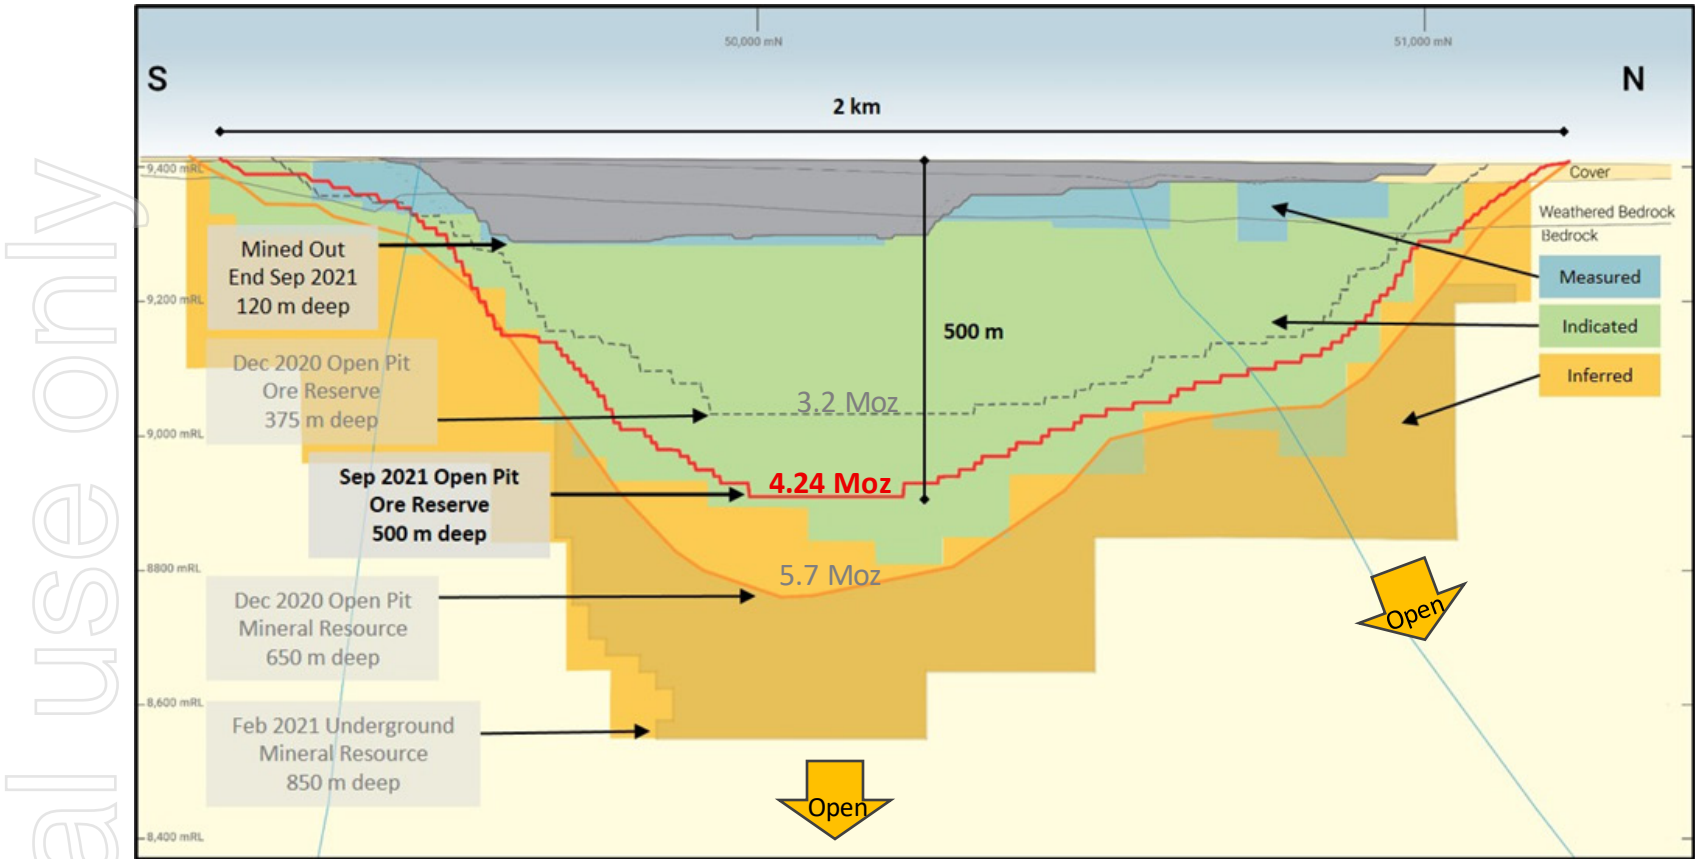 50,000 mN
51,000 mN
S
N
2 km
9,400 mRL
Cover
Weathered Bedrock
Bedrock
Mined Out
End Sep 2021
120 m deep
Measured
9,200 mRL
Indicated
500 m
Dec 2020 Open Pit
Ore Reserve
375 m deep
Inferred
3.2 Moz
9,000 mRL
Sep 2021 Open Pit
Ore Reserve
500 m deep
4.24 Moz
8800 mRL
5.7 Moz
Dec 2020 Open Pit
Mineral Resource
650 m deep
Open
8,600 mRL
Feb 2021 Underground
Mineral Resource
850 m deep
Open
8,400 mRL
al use only